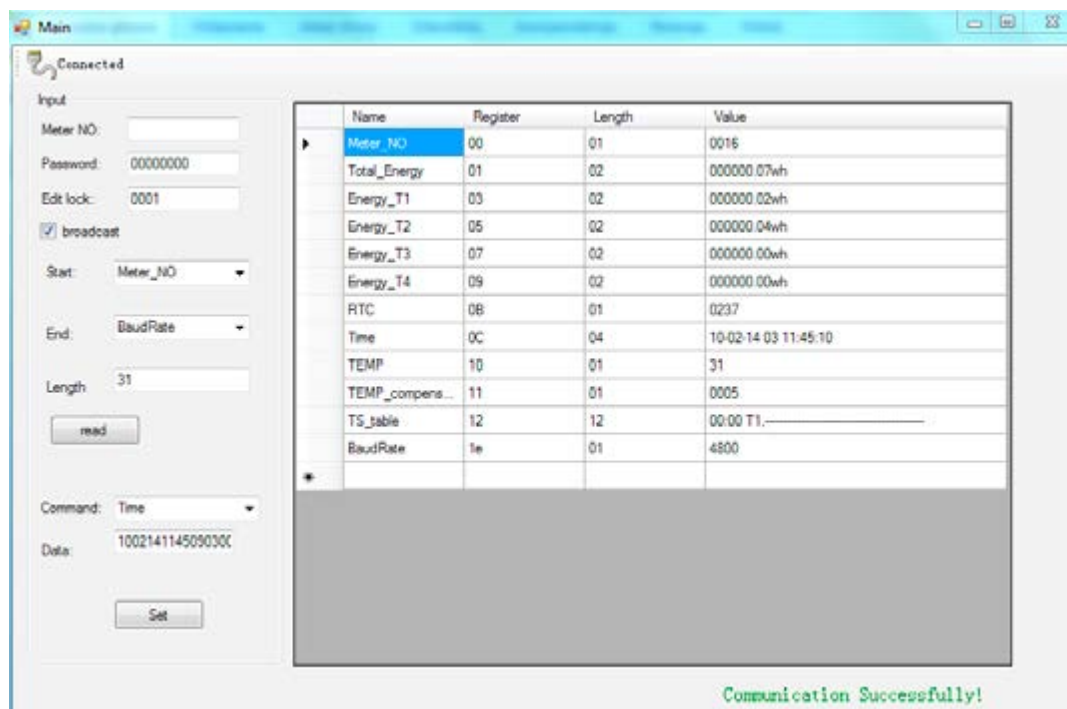 Main
Connected
Input
Meter NO:
Password: 00000000
Edt lock: 0001
broadcast
Start: Meter_NO
End: BaudRate
Length 31
read
Command: Time
Data: 100214114509030
Set
Name Register Length Value
Meter_NO 00 01 0016
Total_Energy 01 02 000000.07wh
Energy_T1 03 02 000000.02wh
Energy_T2 05 02 000000.04wh
Energy_T3 07 02 000000.00wh
Energy_T4 09 02 000000.00wh
RTC 0B 01 0237
Time 0C 04 10-02-14 03 11:45:10
TEMP 10 01 31
TEMP_compens... 11 01 0005
TS_table 12 12 00:00 T1.--------------------------------
BaudRate 1e 01 4800
Communication Successfully!